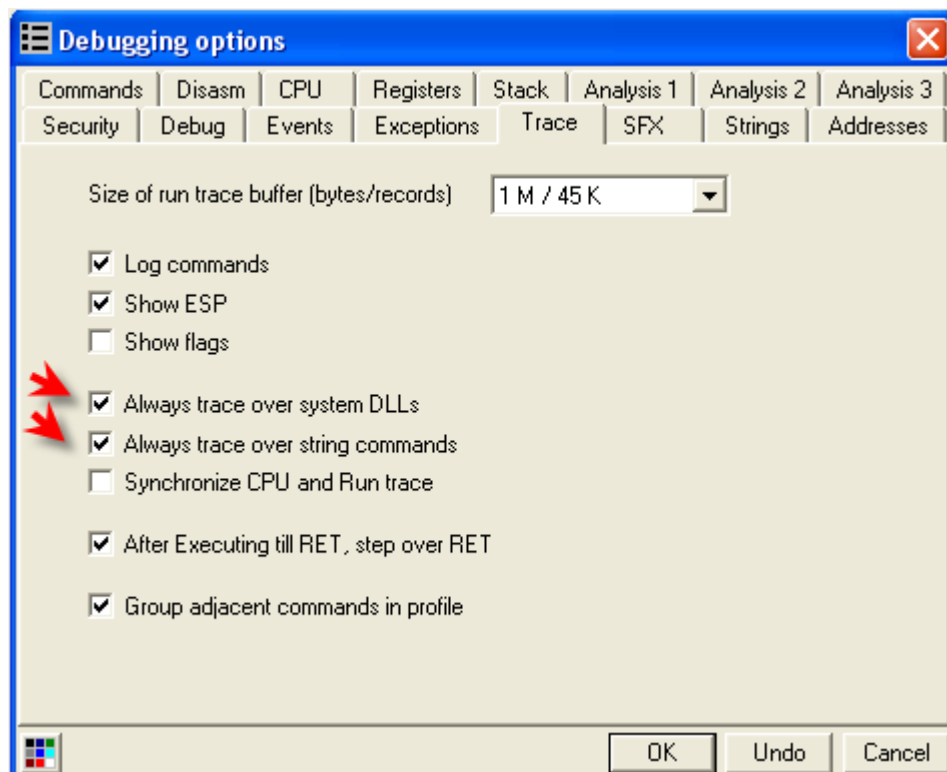 Debugging options
Commands Disasm CPU Registers Stack Analysis 1 Analysis 2 Analysis 3
Security Debug Events Exceptions Trace SFX Strings Addresses
Size of run trace buffer (bytes/records) 1 M / 45 K
Log commands
Show ESP
Show flags
Always trace over system DLLs
Always trace over string commands
Synchronize CPU and Run trace
After Executing till RET, step over RET
Group adjacent commands in profile
OK Undo Cancel